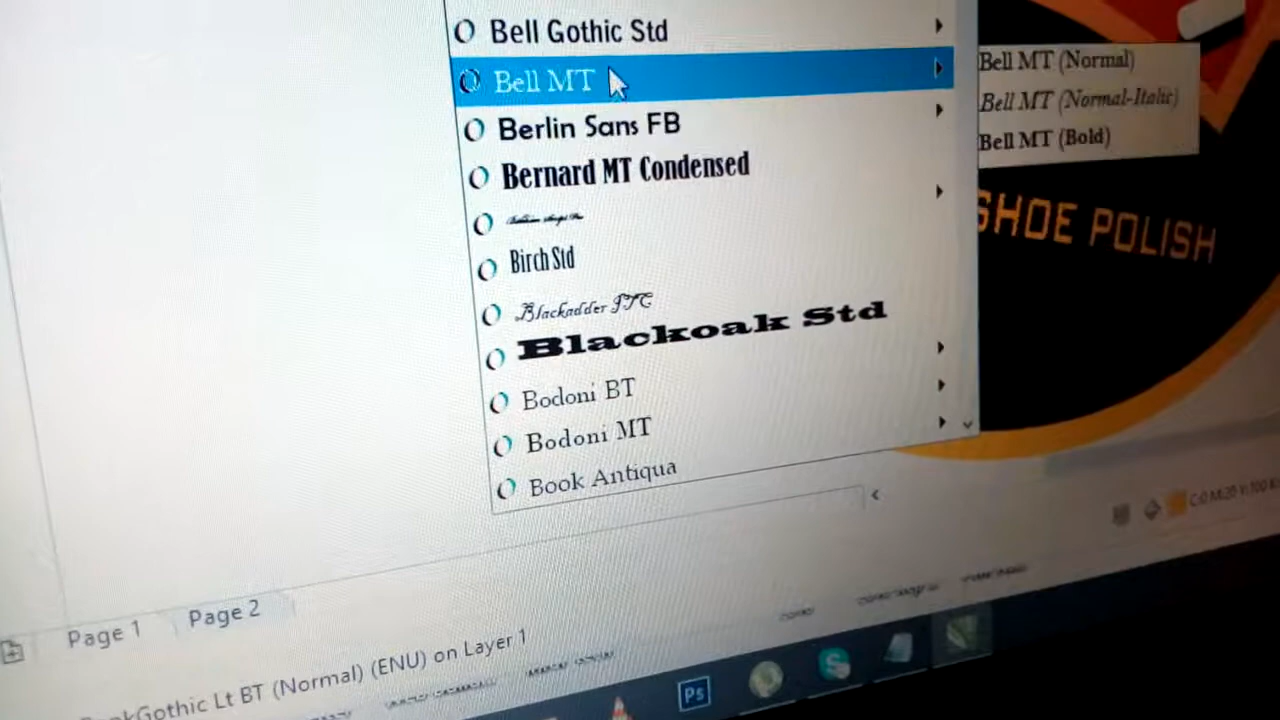 Bell Gothic Std
Bell MT
Bell MT (Normal)
Bell MT (Normal-Italic)
Bell MT (Bold)
Berlin Sans FB
Bernard MT Condensed
Birch Std
Blackadder ITC
Blackoak Std
Bodoni BT
Bodoni MT
Book Antiqua
SHOE POLISH
Page 1
Page 2
Gothic Lt BT (Normal) (ENU) on Layer 1
Ps